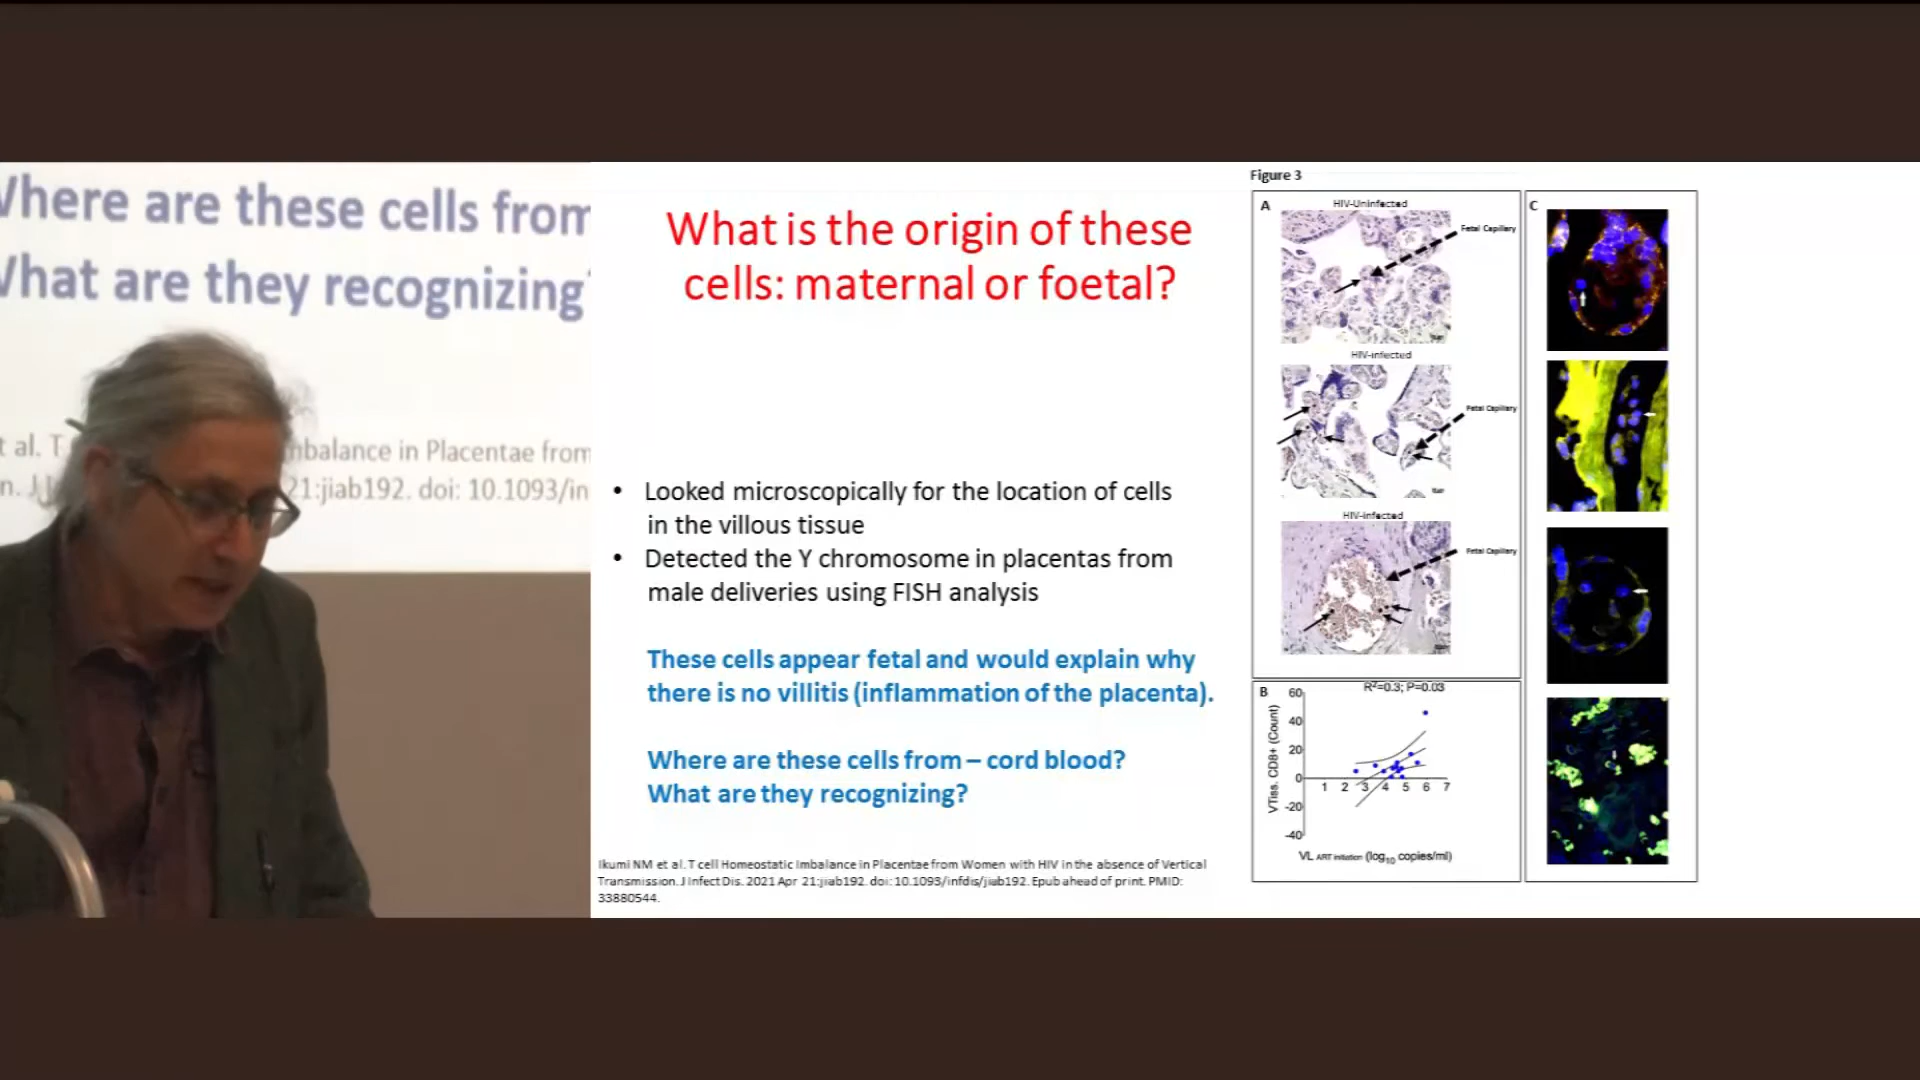 Where are these cells from
What are they recognizing?
t al. T
mbalance in Placentae from
n. J I
21:jiab192. doi: 10.1093/in
What is the origin of these
cells: maternal or foetal?
• Looked microscopically for the location of cells
in the villous tissue
• Detected the Y chromosome in placentas from
male deliveries using FISH analysis
These cells appear fetal and would explain why
there is no villitis (inflammation of the placenta).
Where are these cells from – cord blood?
What are they recognizing?
Ikumi NM et al. T cell Homeostatic Imbalance in Placentae from Women with HIV in the absence of Vertical
Transmission. J Infect Dis. 2021 Apr 21:jiab192. doi: 10.1093/infdis/jiab192. Epub ahead of print. PMID:
33880544.
Figure 3
A
HIV-Uninfected
Fetal Capillary
HIV-infected
Fetal Capillary
HIV-infected
Fetal Capillary
B
R²=0.3; P=0.03
VTiss. CD8+ (Count)
60
40
20
0
-20
-40
1 2 3 4 5 6 7
VL ART initiation (log10 copies/ml)
C